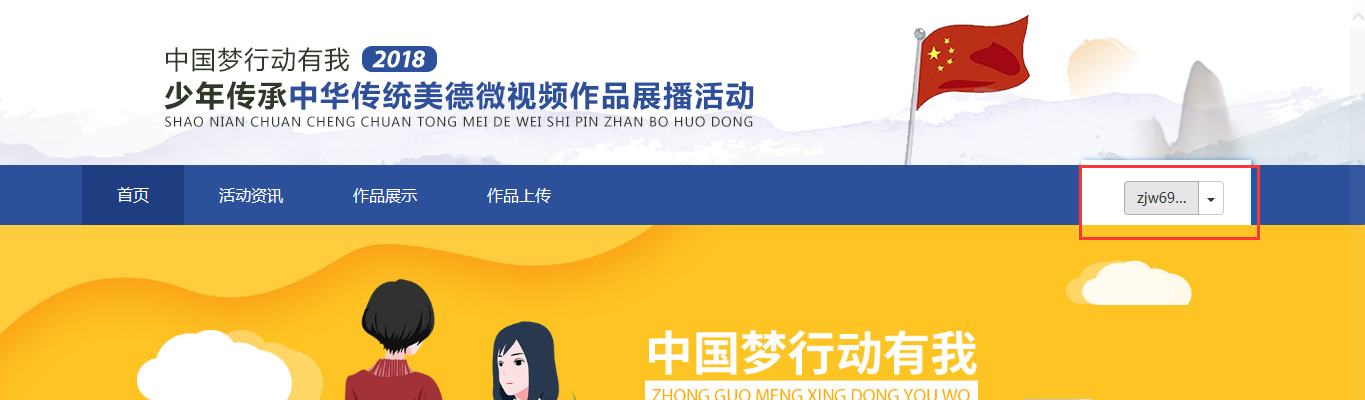 中国梦行动有我 2018
少年传承中华传统美德微视频作品展播活动
SHAO NIAN CHUAN CHENG CHUAN TONG MEI DE WEI SHI PIN ZHAN BO HUO DONG
首页 活动资讯 作品展示 作品上传 zjw69...
中国梦行动有我
ZHONG GUO MENG XING DONG YOU WO